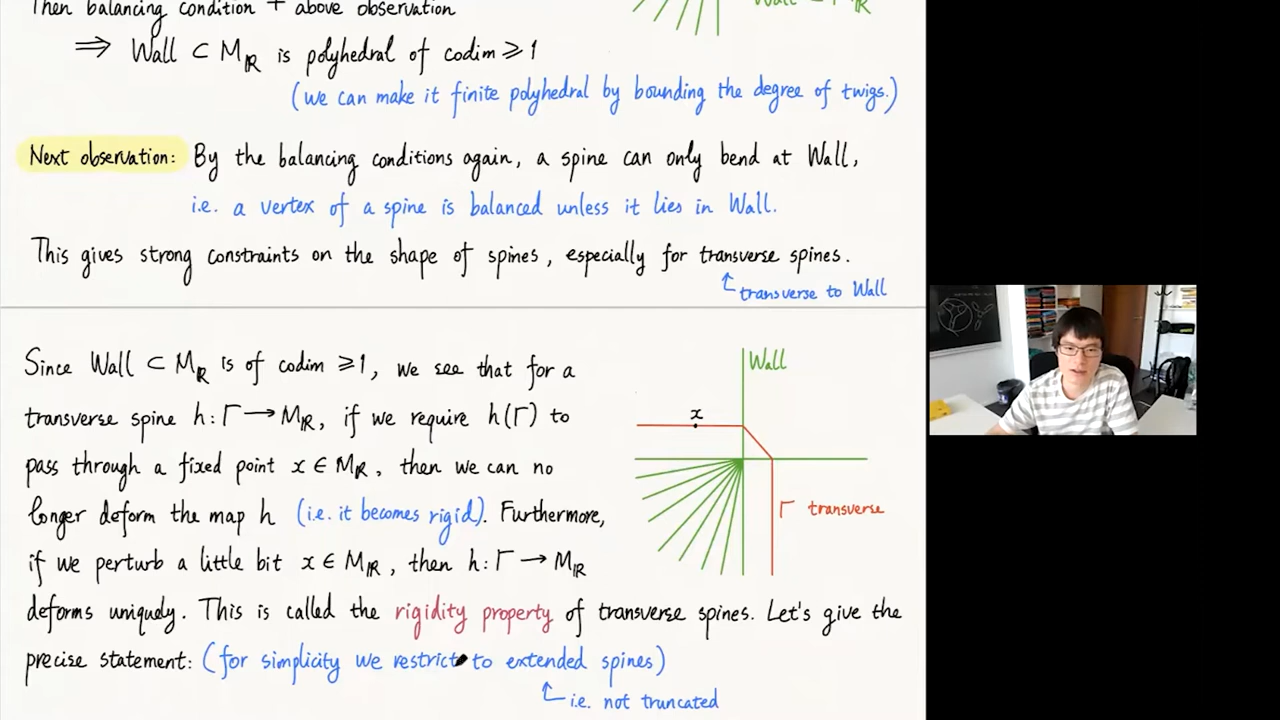 Then balancing condition + above observation
⟹ Wall ⊂ M_ℝ is polyhedral of codim ⩾ 1
(we can make it finite polyhedral by bounding the degree of twigs.)
Next observation: By the balancing conditions again, a spine can only bend at Wall,
i.e. a vertex of a spine is balanced unless it lies in Wall.
This gives strong constraints on the shape of spines, especially for transverse spines.
transverse to Wall
Since Wall ⊂ M_ℝ is of codim ⩾ 1, we see that for a
transverse spine h: Γ → M_ℝ, if we require h(Γ) to
pass through a fixed point x ∈ M_ℝ, then we can no
longer deform the map h (i.e. it becomes rigid). Furthermore,
if we perturb a little bit x ∈ M_ℝ, then h: Γ → M_ℝ
deforms uniquely. This is called the rigidity property of transverse spines. Let's give the
precise statement: (for simplicity we restrict to extended spines)
i.e. not truncated
Wall
x
Γ transverse